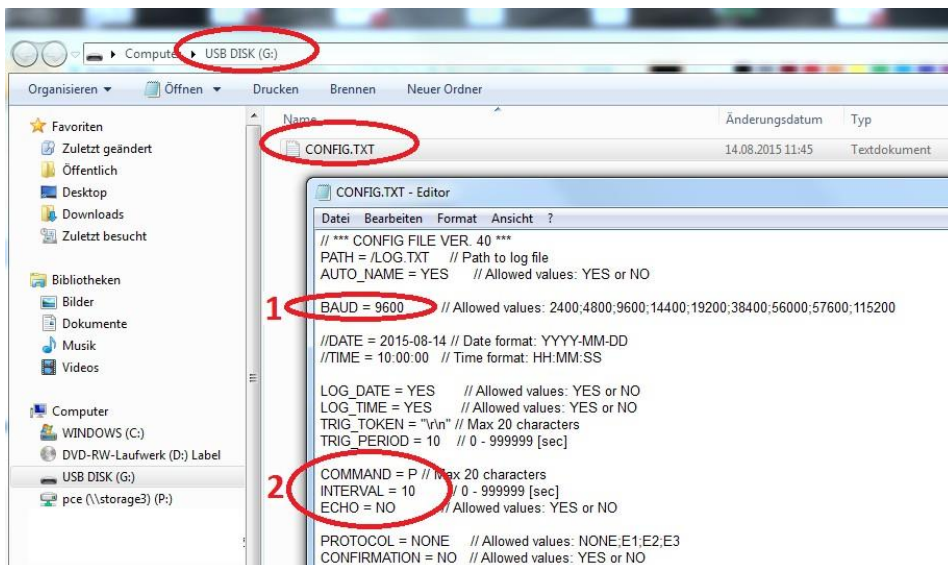 Computer ▸ USB DISK (G:)
Organisieren Öffnen Drucken Brennen Neuer Ordner
Favoriten
Zuletzt geändert
Öffentlich
Desktop
Downloads
Zuletzt besucht
Bibliotheken
Bilder
Dokumente
Musik
Videos
Computer
WINDOWS (C:)
DVD-RW-Laufwerk (D:) Label
USB DISK (G:)
pce (\\storage3) (P:)
Name Änderungsdatum Typ
CONFIG.TXT 14.08.2015 11:45 Textdokument
CONFIG.TXT - Editor
Datei Bearbeiten Format Ansicht ?
// *** CONFIG FILE VER. 40 ***
PATH = /LOG.TXT // Path to log file
AUTO_NAME = YES // Allowed values: YES or NO
1 BAUD = 9600 // Allowed values: 2400;4800;9600;14400;19200;38400;56000;57600;115200
//DATE = 2015-08-14 // Date format: YYYY-MM-DD
//TIME = 10:00:00 // Time format: HH:MM:SS
LOG_DATE = YES // Allowed values: YES or NO
LOG_TIME = YES // Allowed values: YES or NO
TRIG_TOKEN = "\r\n" // Max 20 characters
TRIG_PERIOD = 10 // 0 - 999999 [sec]
COMMAND = P // Max 20 characters
2 INTERVAL = 10 // 0 - 999999 [sec]
ECHO = NO // Allowed values: YES or NO
PROTOCOL = NONE // Allowed values: NONE;E1;E2;E3
CONFIRMATION = NO // Allowed values: YES or NO